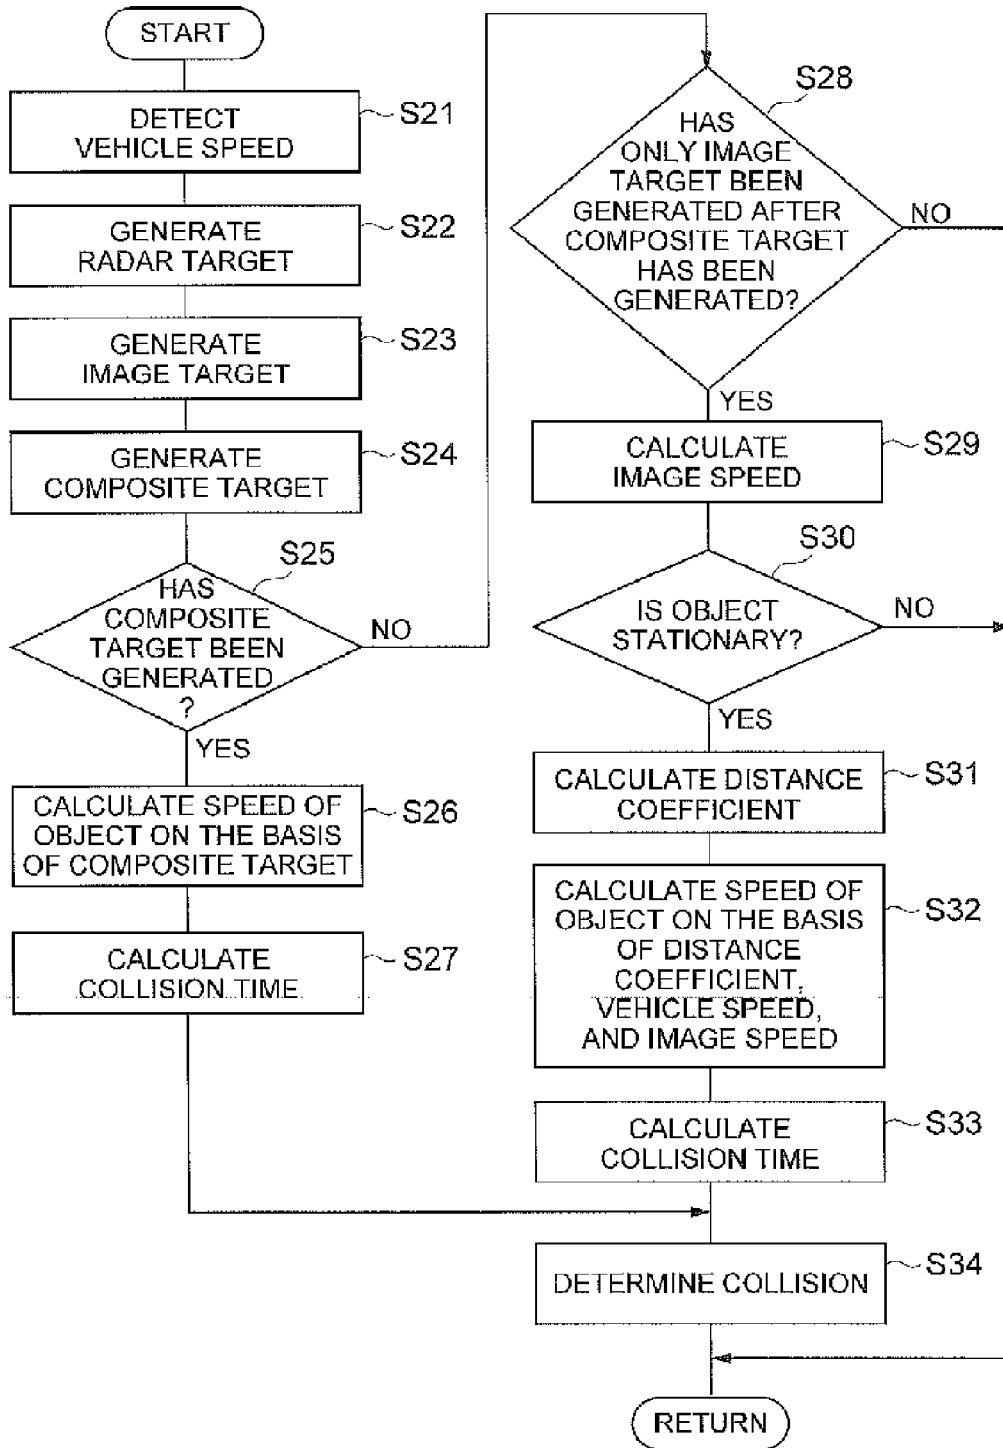 START
DETECT
VEHICLE SPEED
S21
GENERATE
RADAR TARGET
S22
GENERATE
IMAGE TARGET
S23
GENERATE
COMPOSITE TARGET
S24
S25
HAS
COMPOSITE
TARGET BEEN
GENERATED
?
NO
YES
CALCULATE SPEED OF
OBJECT ON THE BASIS
OF COMPOSITE TARGET
S26
CALCULATE
COLLISION TIME
S27
S28
HAS
ONLY IMAGE
TARGET BEEN
GENERATED AFTER
COMPOSITE TARGET
HAS BEEN
GENERATED?
NO
YES
CALCULATE
IMAGE SPEED
S29
S30
IS OBJECT
STATIONARY?
NO
YES
CALCULATE DISTANCE
COEFFICIENT
S31
CALCULATE SPEED OF
OBJECT ON THE BASIS
OF DISTANCE
COEFFICIENT,
VEHICLE SPEED,
AND IMAGE SPEED
S32
CALCULATE
COLLISION TIME
S33
DETERMINE COLLISION
S34
RETURN